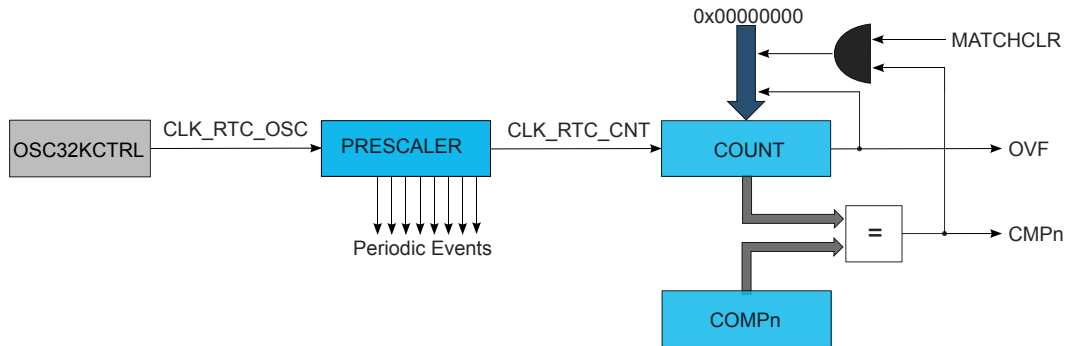 0x00000000
MATCHCLR
OSC32KCTRL
CLK_RTC_OSC
PRESCALER
CLK_RTC_CNT
COUNT
OVF
Periodic Events
=
CMPn
COMPn